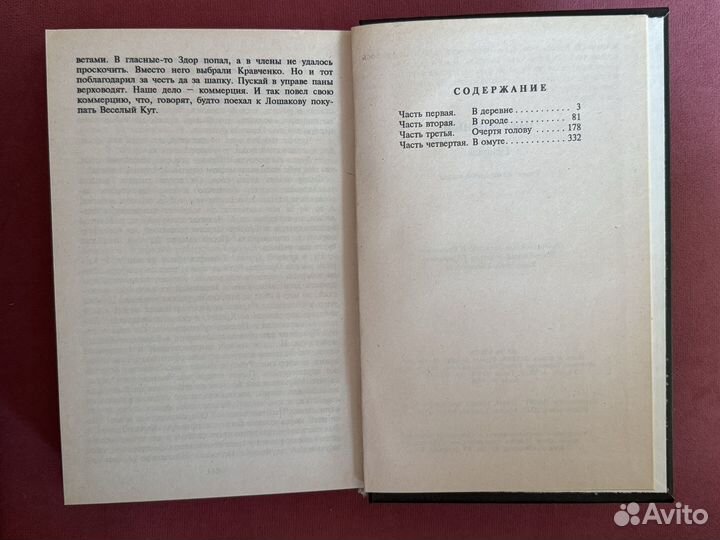 ветами. В гласные-то Здор попал, а в члены не удалось
проскочить. Вместо него выбрали Кравченко. Но и тот
поблагодарил за честь да за шапку. Пускай в управе паны
верховодят. Наше дело — коммерция. И так повел свою
коммерцию, что, говорят, будто поехал к Лошакову поку-
пать Веселый Кут.
СОДЕРЖАНИЕ
Часть первая. В деревне . . . . . . . . . . 3
Часть вторая. В городе . . . . . . . . . . 81
Часть третья. Очертя голову . . . . . . 178
Часть четвертая. В омуте . . . . . . . . . . 332
Avito